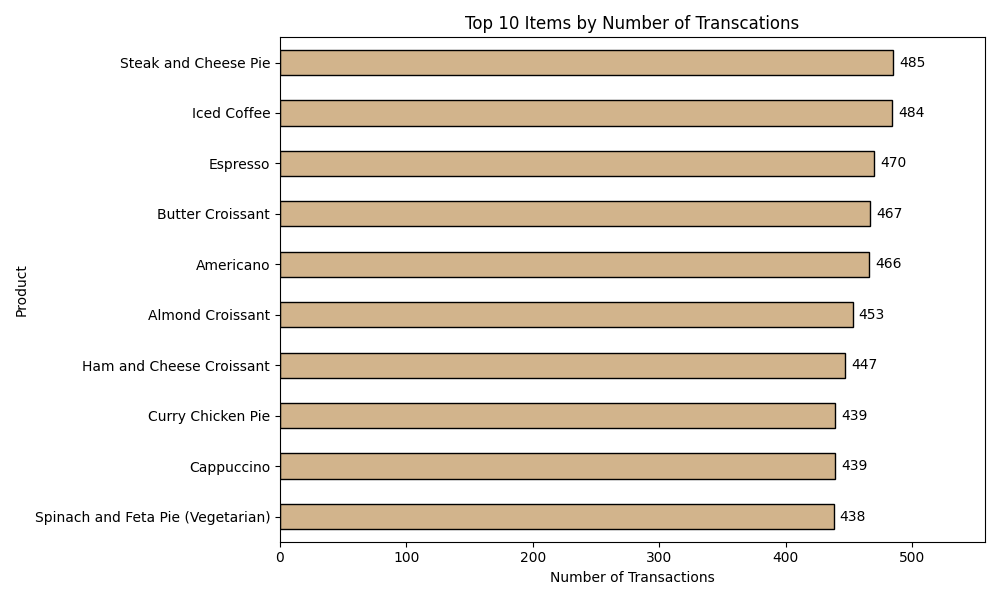 Top 10 Items by Number of Transcations
Product
Steak and Cheese Pie 485
Iced Coffee 484
Espresso 470
Butter Croissant 467
Americano 466
Almond Croissant 453
Ham and Cheese Croissant 447
Curry Chicken Pie 439
Cappuccino 439
Spinach and Feta Pie (Vegetarian) 438
0 100 200 300 400 500
Number of Transactions